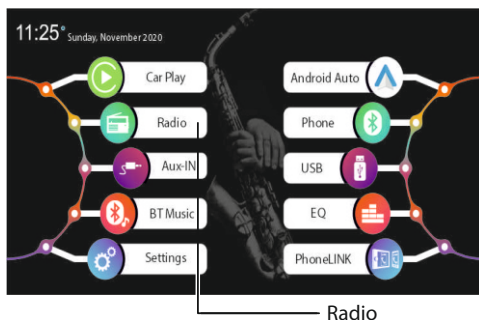 11:25° Sunday, November 2020
Car Play
Android Auto
Radio
Phone
Aux-IN
USB
BT Music
EQ
Settings
PhoneLINK
Radio